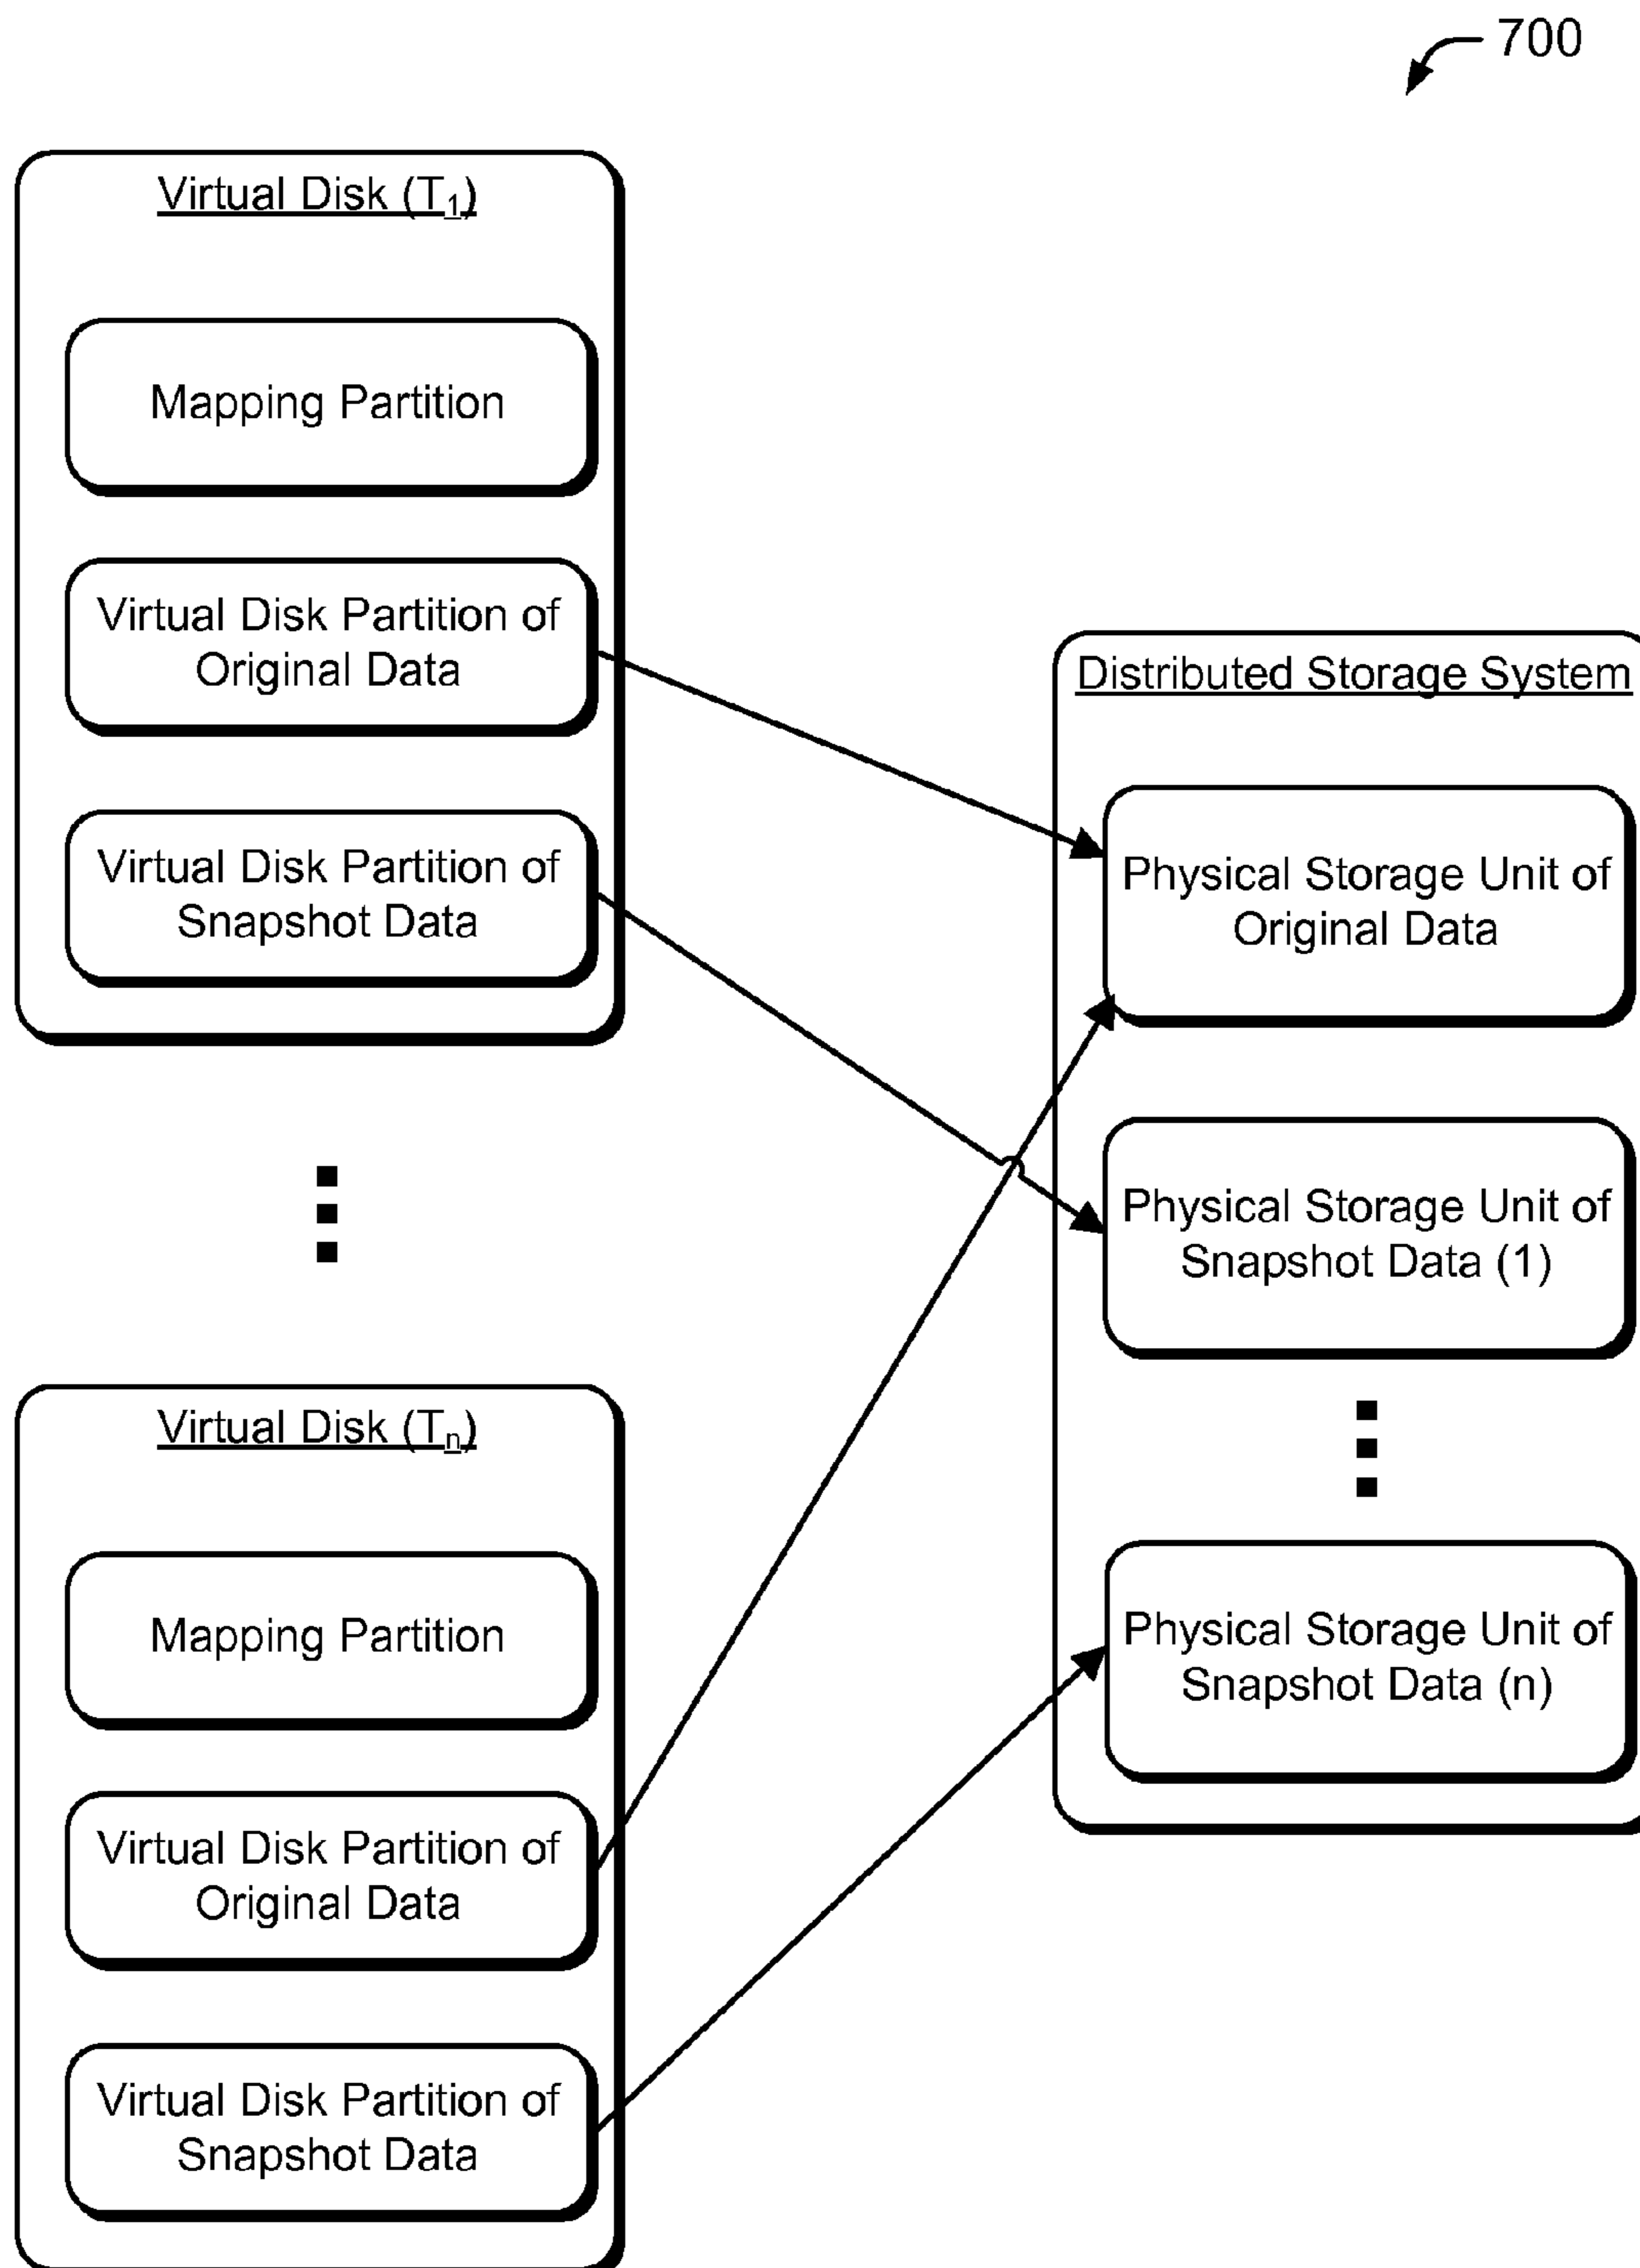 700
Virtual Disk (T1)
Mapping Partition
Virtual Disk Partition of
Original Data
Virtual Disk Partition of
Snapshot Data
Distributed Storage System
Physical Storage Unit of
Original Data
Physical Storage Unit of
Snapshot Data (1)
Physical Storage Unit of
Snapshot Data (n)
Virtual Disk (Tn)
Mapping Partition
Virtual Disk Partition of
Original Data
Virtual Disk Partition of
Snapshot Data